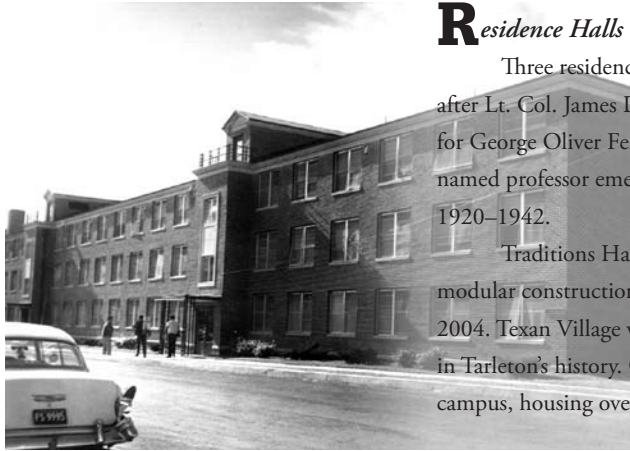 Residence Halls
Three residenc
after Lt. Col. James D
for George Oliver Fe
named professor eme
1920–1942.
Traditions Ha
modular construction
2004. Texan Village w
in Tarleton’s history.
campus, housing ove
FS 9995